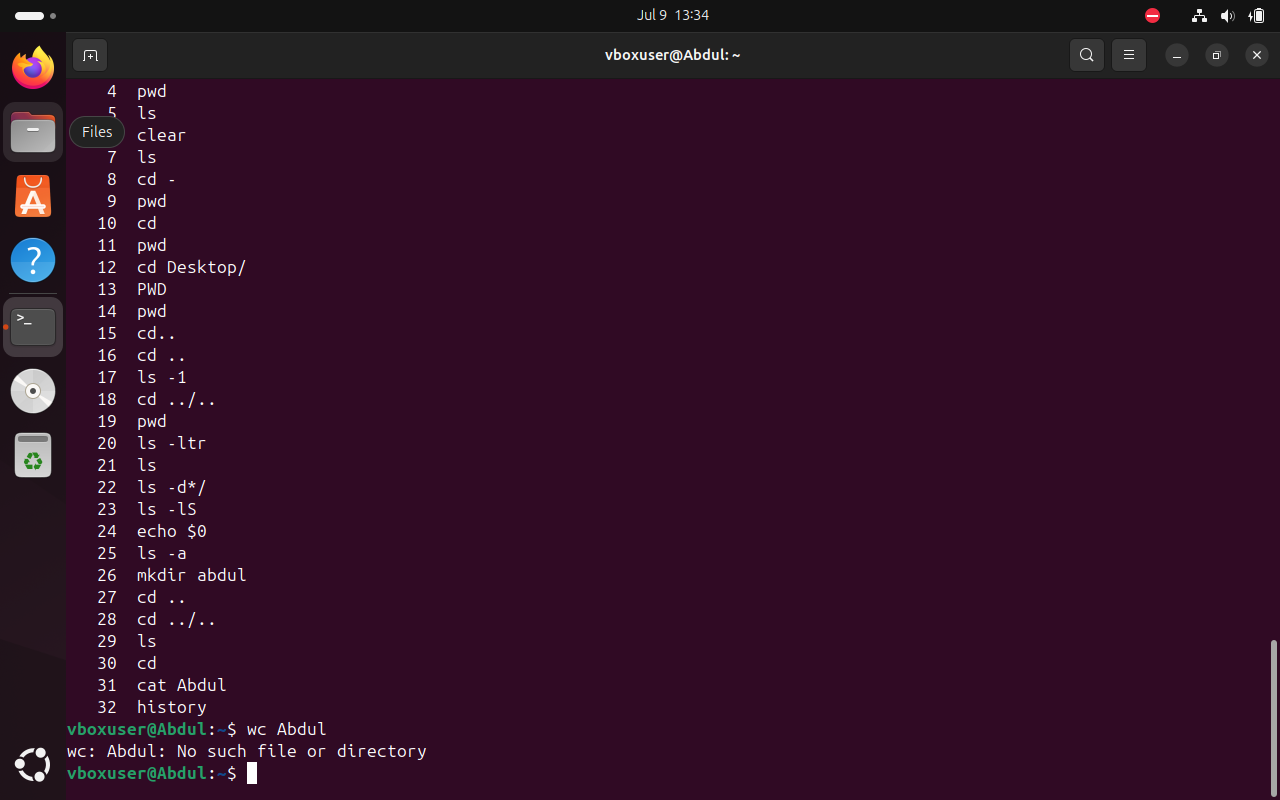 Jul 9 13:34
vboxuser@Abdul: ~
4 pwd
5 ls
Files
clear
7 ls
8 cd -
9 pwd
10 cd
11 pwd
12 cd Desktop/
13 PWD
14 pwd
15 cd..
16 cd ..
17 ls -1
18 cd ../..
19 pwd
20 ls -ltr
21 ls
22 ls -d*/
23 ls -lS
24 echo $0
25 ls -a
26 mkdir abdul
27 cd ..
28 cd ../..
29 ls
30 cd
31 cat Abdul
32 history
vboxuser@Abdul:~$ wc Abdul
wc: Abdul: No such file or directory
vboxuser@Abdul:~$